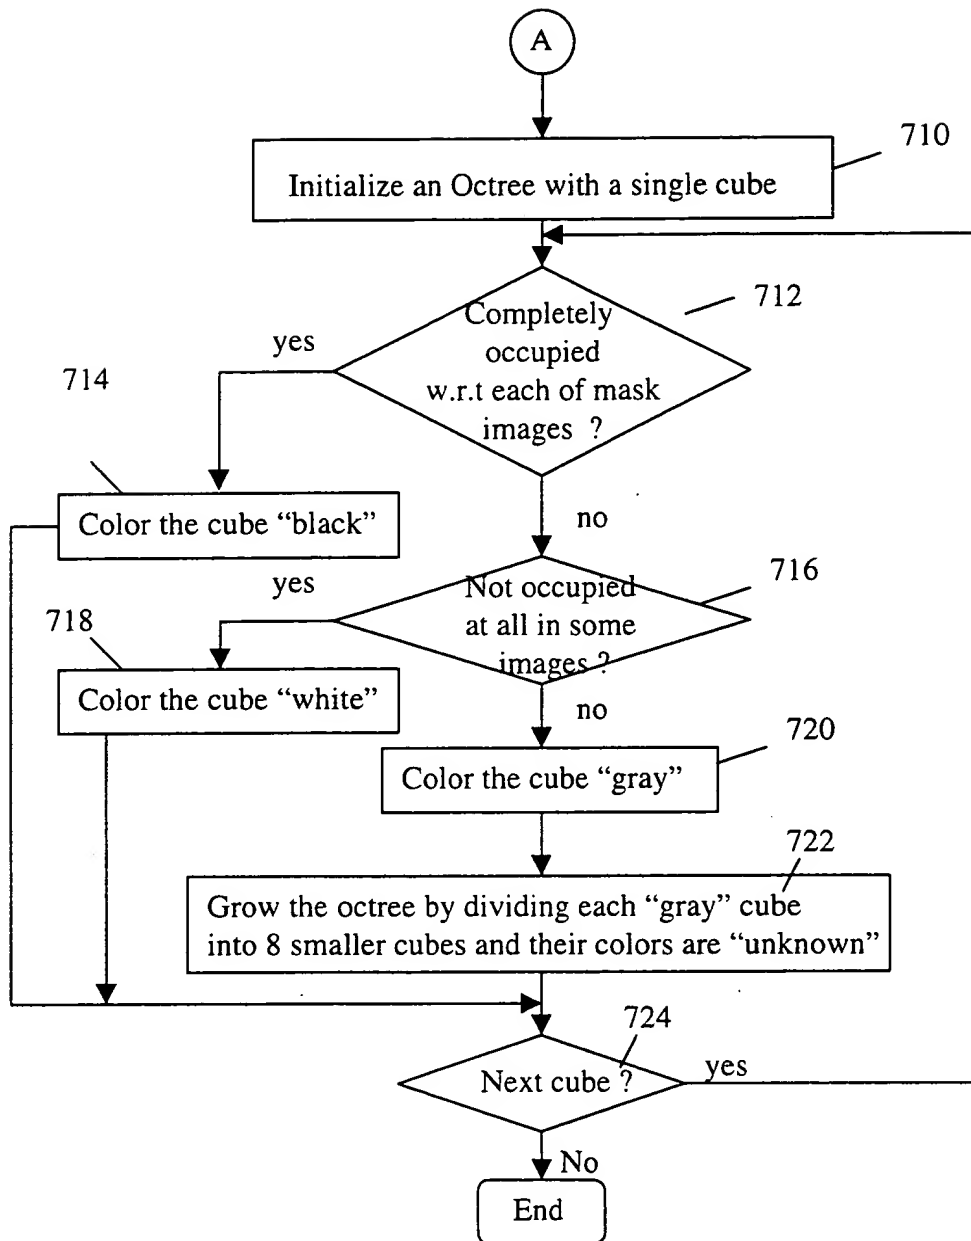 A
710
Initialize an Octree with a single cube
712
Completely
occupied
w.r.t each of mask
images ?
yes
714
Color the cube “black”
no
716
Not occupied
at all in some
images ?
yes
718
Color the cube “white”
no
720
Color the cube “gray”
722
Grow the octree by dividing each “gray” cube
into 8 smaller cubes and their colors are “unknown”
724
Next cube ?
yes
No
End